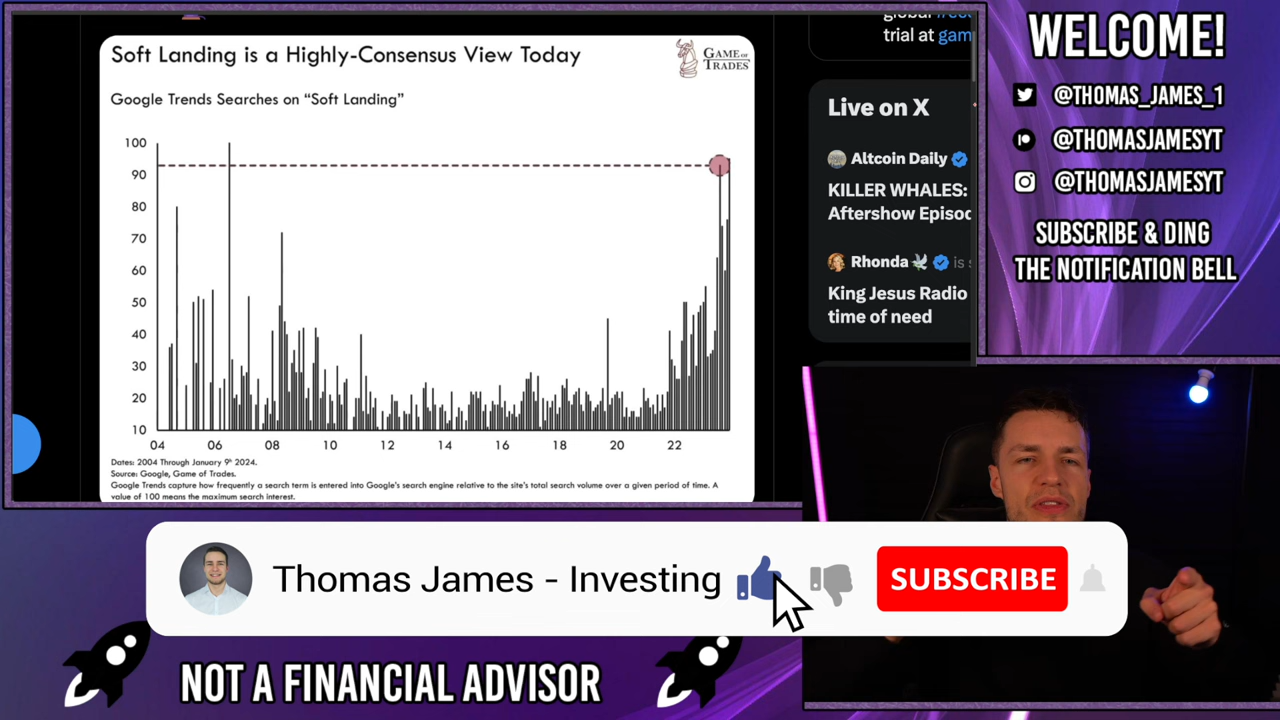 Soft Landing is a Highly-Consensus View Today
GAME OF
TRADES
Google Trends Searches on “Soft Landing”
100
90
80
70
60
50
40
30
20
10
04 06 08 10 12 14 16 18 20 22
Dates: 2004 Through January 9th 2024.
Source: Google, Game of Trades.
Google Trends capture how frequently a search term is entered into Google's search engine relative to the site's total search volume over a given period of time. A
value of 100 means the maximum search interest.
trial at gam
Live on X
Altcoin Daily
KILLER WHALES:
Aftershow Episod
Rhonda is
King Jesus Radio
time of need
WELCOME!
@THOMAS_JAMES_1
@THOMASJAMESYT
@THOMASJAMESYT
SUBSCRIBE & DING
THE NOTIFICATION BELL
Thomas James - Investing
SUBSCRIBE
NOT A FINANCIAL ADVISOR